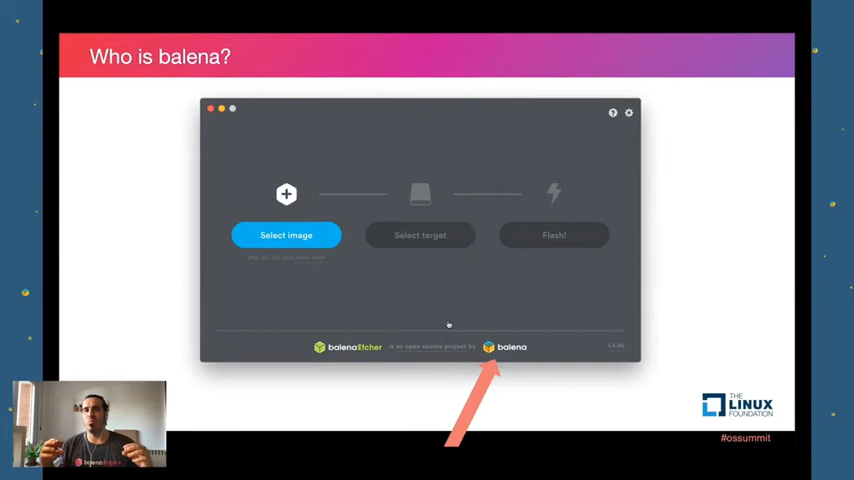 Who is balena?
Select image
Select target
Flash!
balenaEtcher is an open source project by balena
THE
LINUX
FOUNDATION
#ossummit